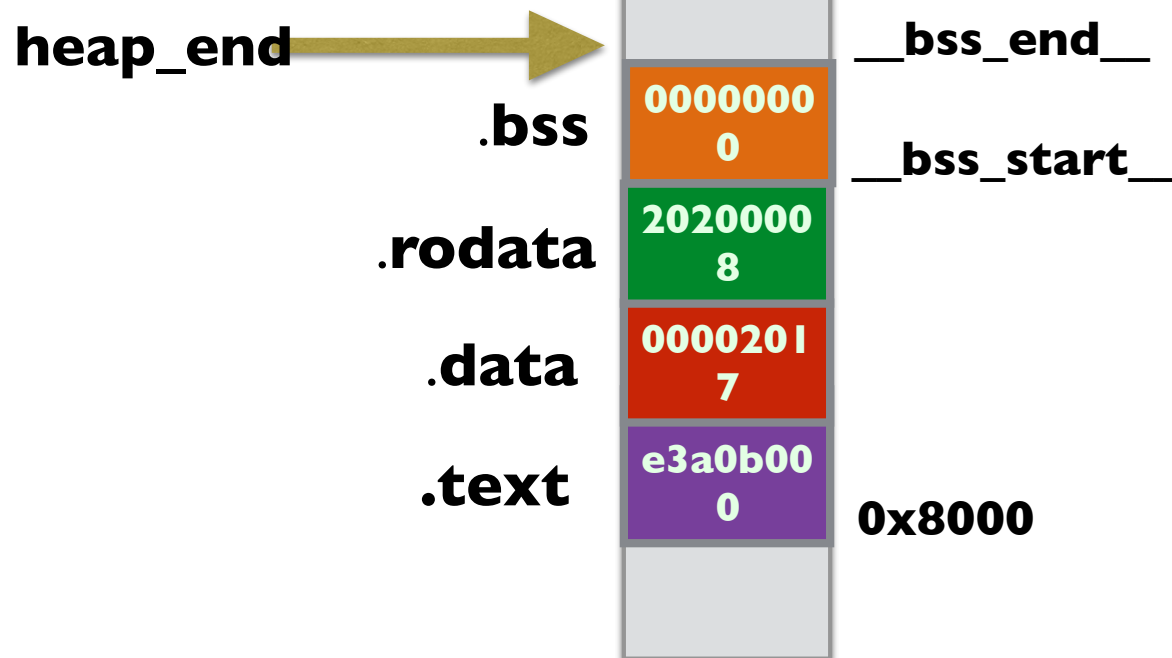 heap_end
__bss_end__
.bss
0000000
0
__bss_start__
.rodata
2020000
8
.data
0000201
7
.text
e3a0b00
0
0x8000